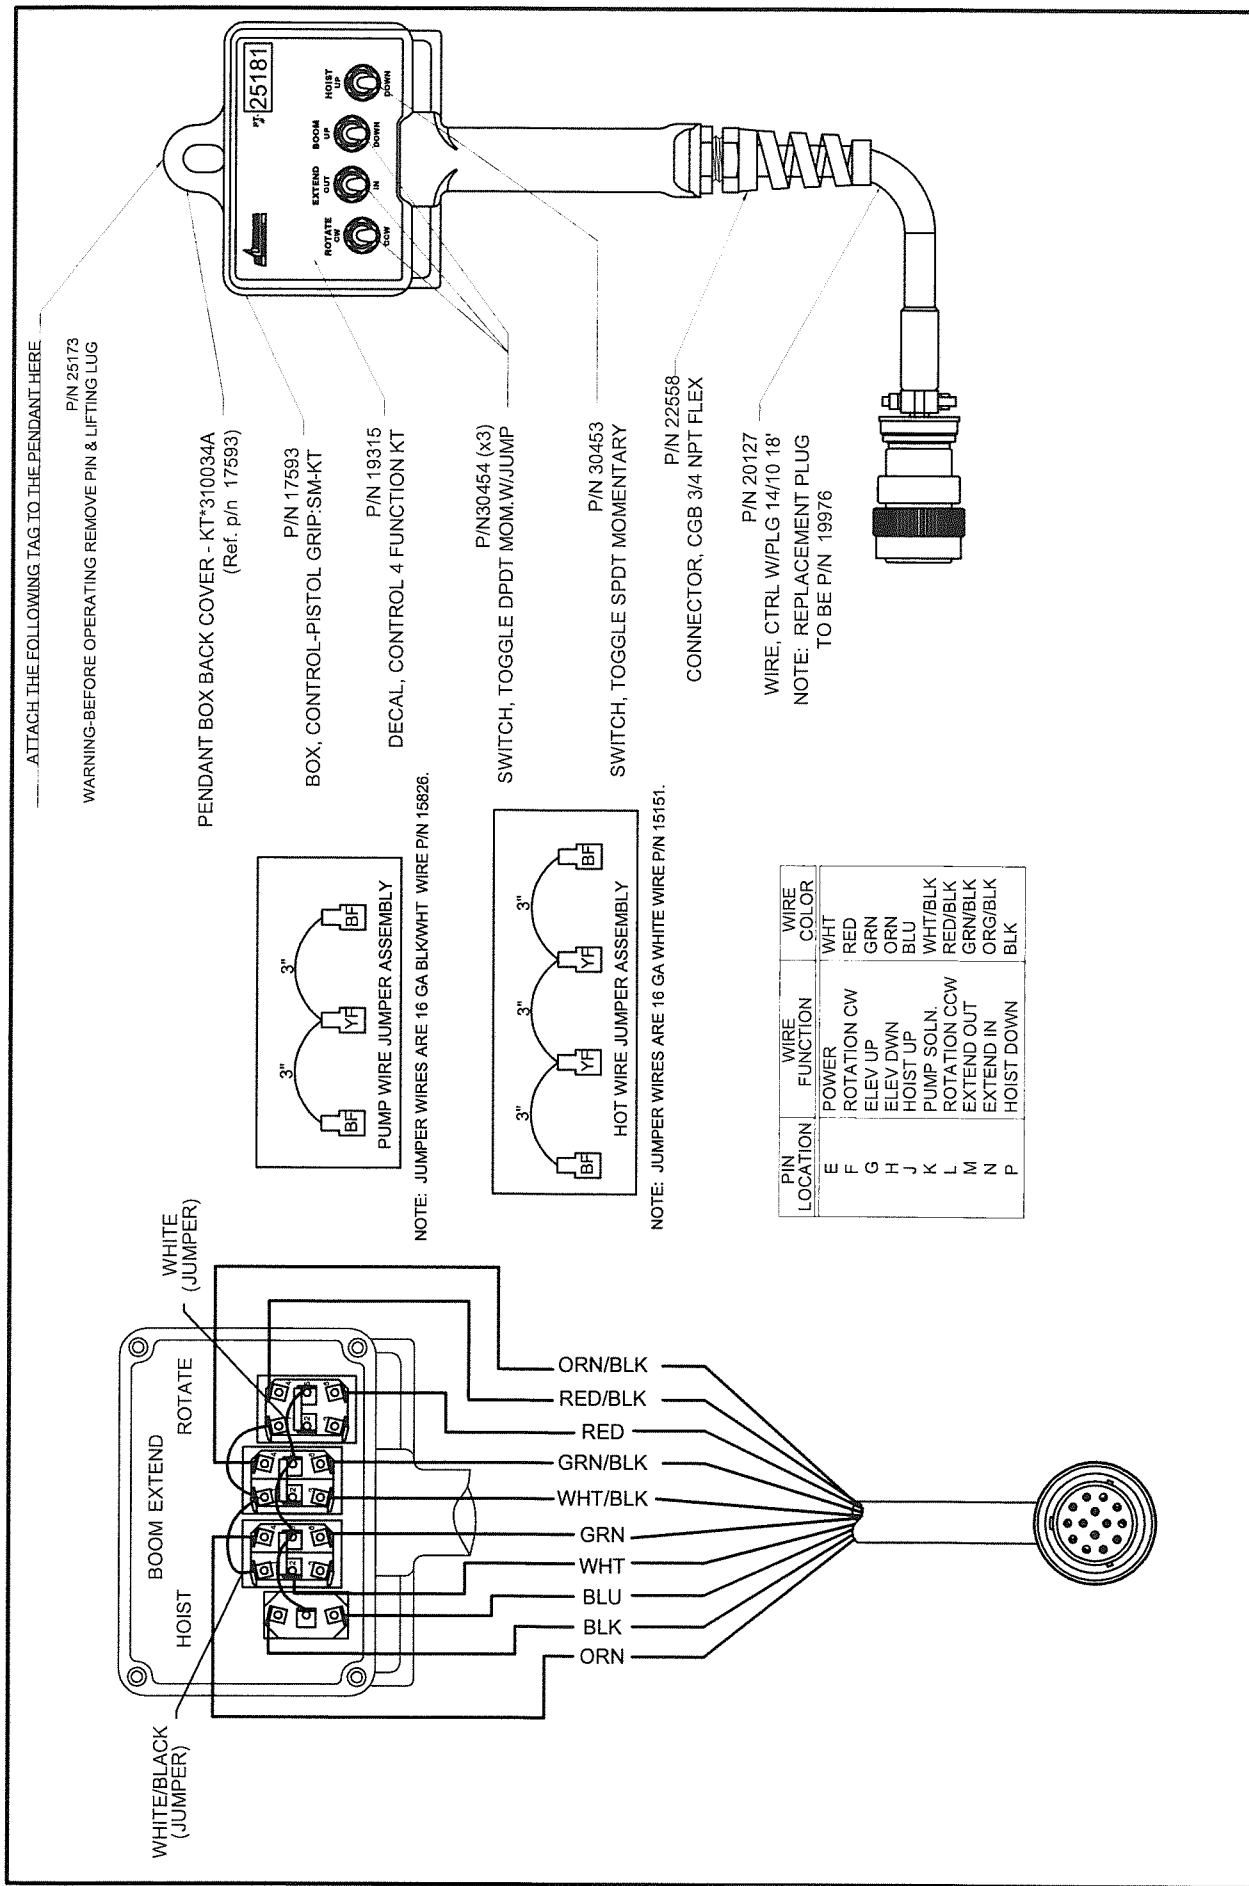 ATTACH THE FOLLOWING TAG TO THE PENDANT HERE
P/N 25173
WARNING-BEFORE OPERATING REMOVE PIN & LIFTING LUG
PENDANT BOX BACK COVER - KT*310034A
(Ref. p/n 17593)
P/N 17593
BOX, CONTROL-PISTOL GRIP:SM-KT
P/N 19315
DECAL, CONTROL 4 FUNCTION KT
P/N30454 (x3)
SWITCH, TOGGLE DPDT MOM.W/JUMP
P/N 30453
SWITCH, TOGGLE SPDT MOMENTARY
P/N 22558
CONNECTOR, CGB 3/4 NPT FLEX
P/N 20127
WIRE, CTRL W/PLG 14/10 18'
NOTE: REPLACEMENT PLUG
TO BE P/N 19976
25181
ROTATE
CW
CCW
EXTEND
OUT
IN
BOOM
UP
DOWN
HOIST
UP
DOWN
3"
3"
BF
YF
BF
PUMP WIRE JUMPER ASSEMBLY
NOTE: JUMPER WIRES ARE 16 GA BLK/WHT WIRE P/N 15826.
3"
3"
3"
BF
YF
YF
BF
HOT WIRE JUMPER ASSEMBLY
NOTE: JUMPER WIRES ARE 16 GA WHITE WIRE P/N 15151.
PIN LOCATION WIRE FUNCTION WIRE COLOR
E POWER WHT
F ROTATION CW RED
G ELEV UP GRN
H ELEV DWN ORN
J HOIST UP BLU
K PUMP SOLN. WHT/BLK
L ROTATION CCW RED/BLK
M EXTEND OUT GRN/BLK
N EXTEND IN ORG/BLK
P HOIST DOWN BLK
WHITE/BLACK
(JUMPER)
WHITE
(JUMPER)
HOIST
BOOM EXTEND
ROTATE
ORN/BLK
RED/BLK
RED
GRN/BLK
WHT/BLK
GRN
WHT
BLU
BLK
ORN